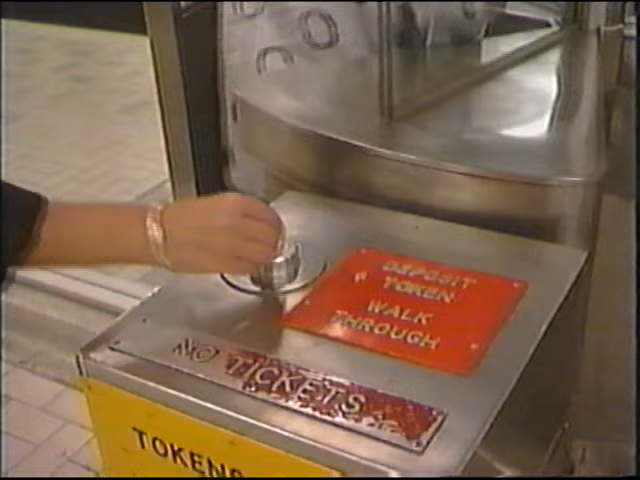 DEPOSIT
TOKEN
WALK
THROUGH
NO TICKETS
TOKENS